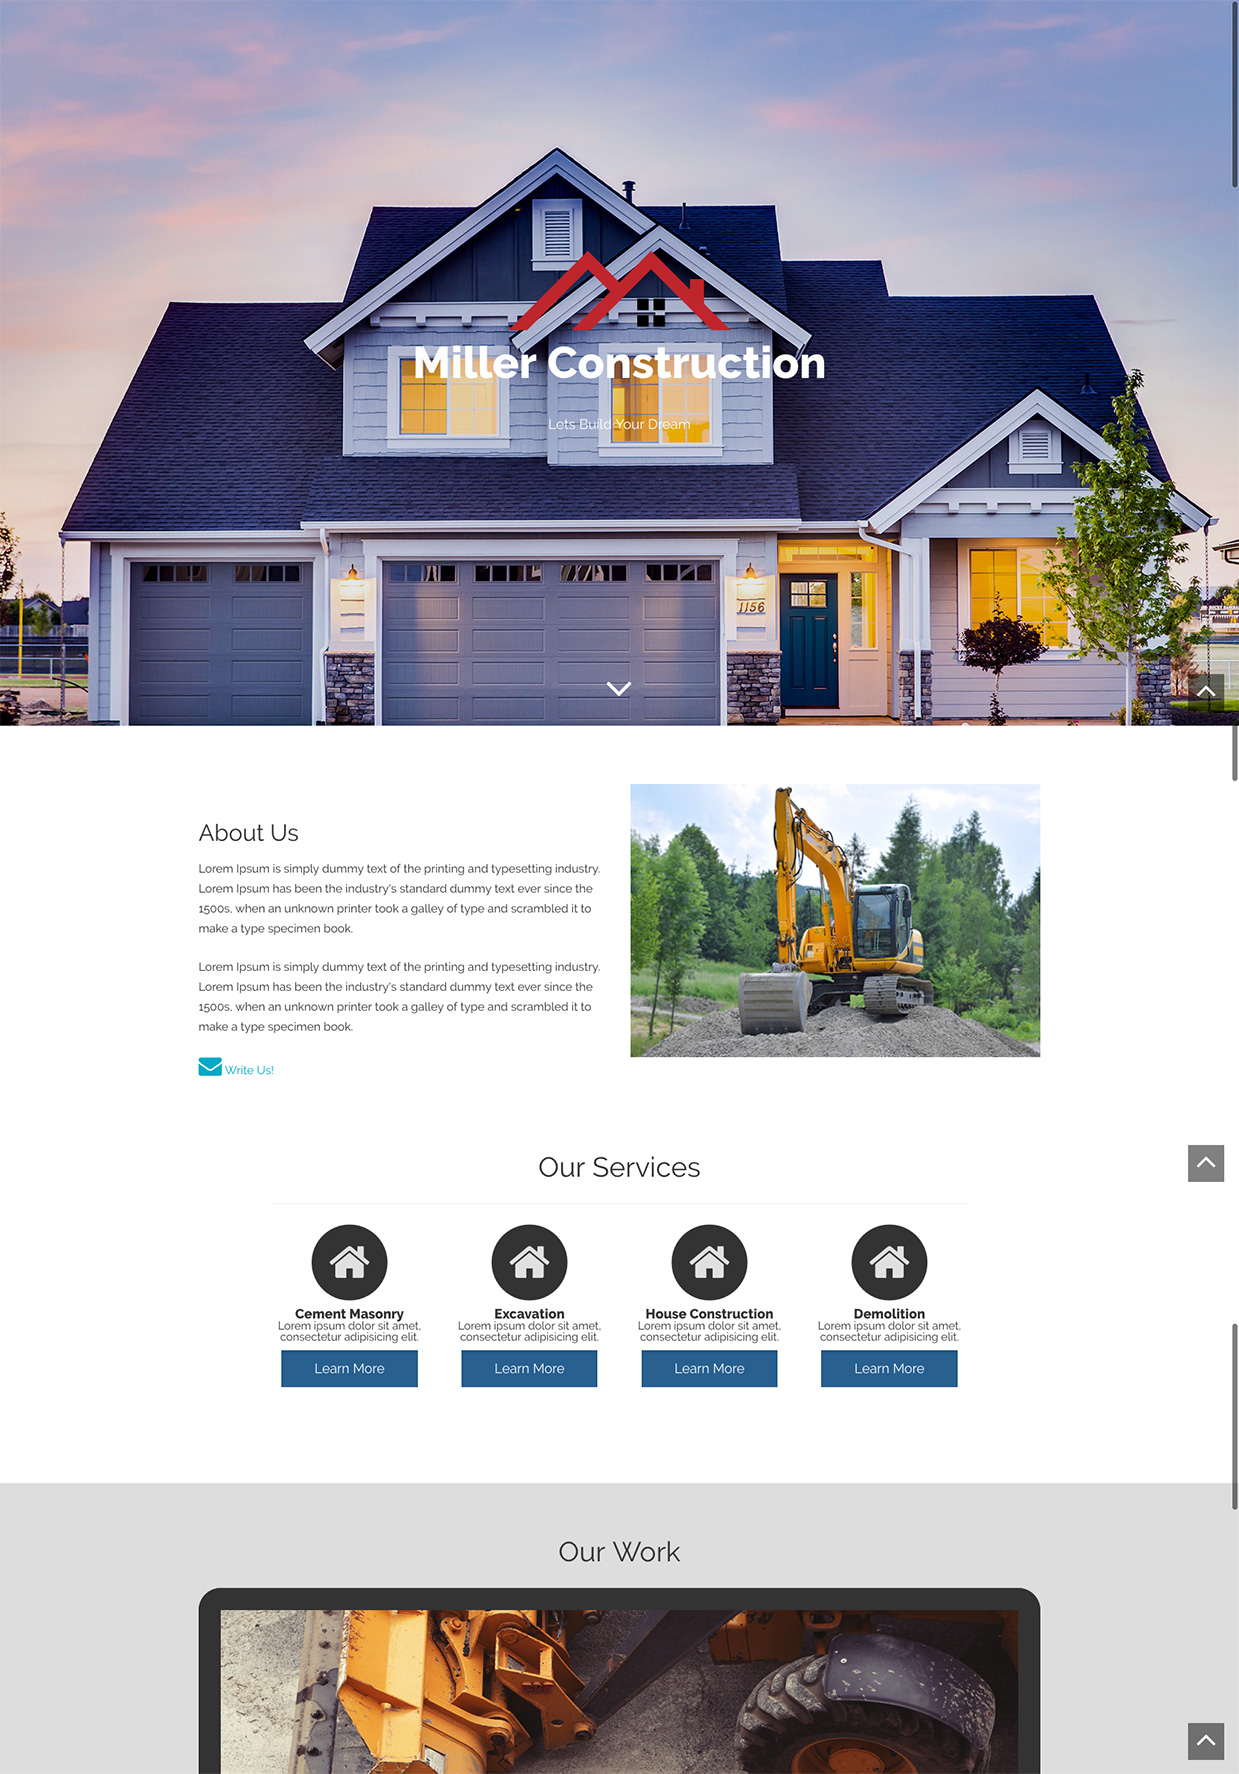 Miller Construction
Lets Build Your Dream
1156
About Us
Lorem Ipsum is simply dummy text of the printing and typesetting industry.
Lorem Ipsum has been the industry's standard dummy text ever since the
1500s, when an unknown printer took a galley of type and scrambled it to
make a type specimen book.
Lorem Ipsum is simply dummy text of the printing and typesetting industry.
Lorem Ipsum has been the industry's standard dummy text ever since the
1500s, when an unknown printer took a galley of type and scrambled it to
make a type specimen book.
Write Us!
Our Services
Cement Masonry
Lorem ipsum dolor sit amet,
consectetur adipisicing elit.
Learn More
Excavation
Lorem ipsum dolor sit amet,
consectetur adipisicing elit.
Learn More
House Construction
Lorem ipsum dolor sit amet,
consectetur adipisicing elit.
Learn More
Demolition
Lorem ipsum dolor sit amet,
consectetur adipisicing elit.
Learn More
Our Work